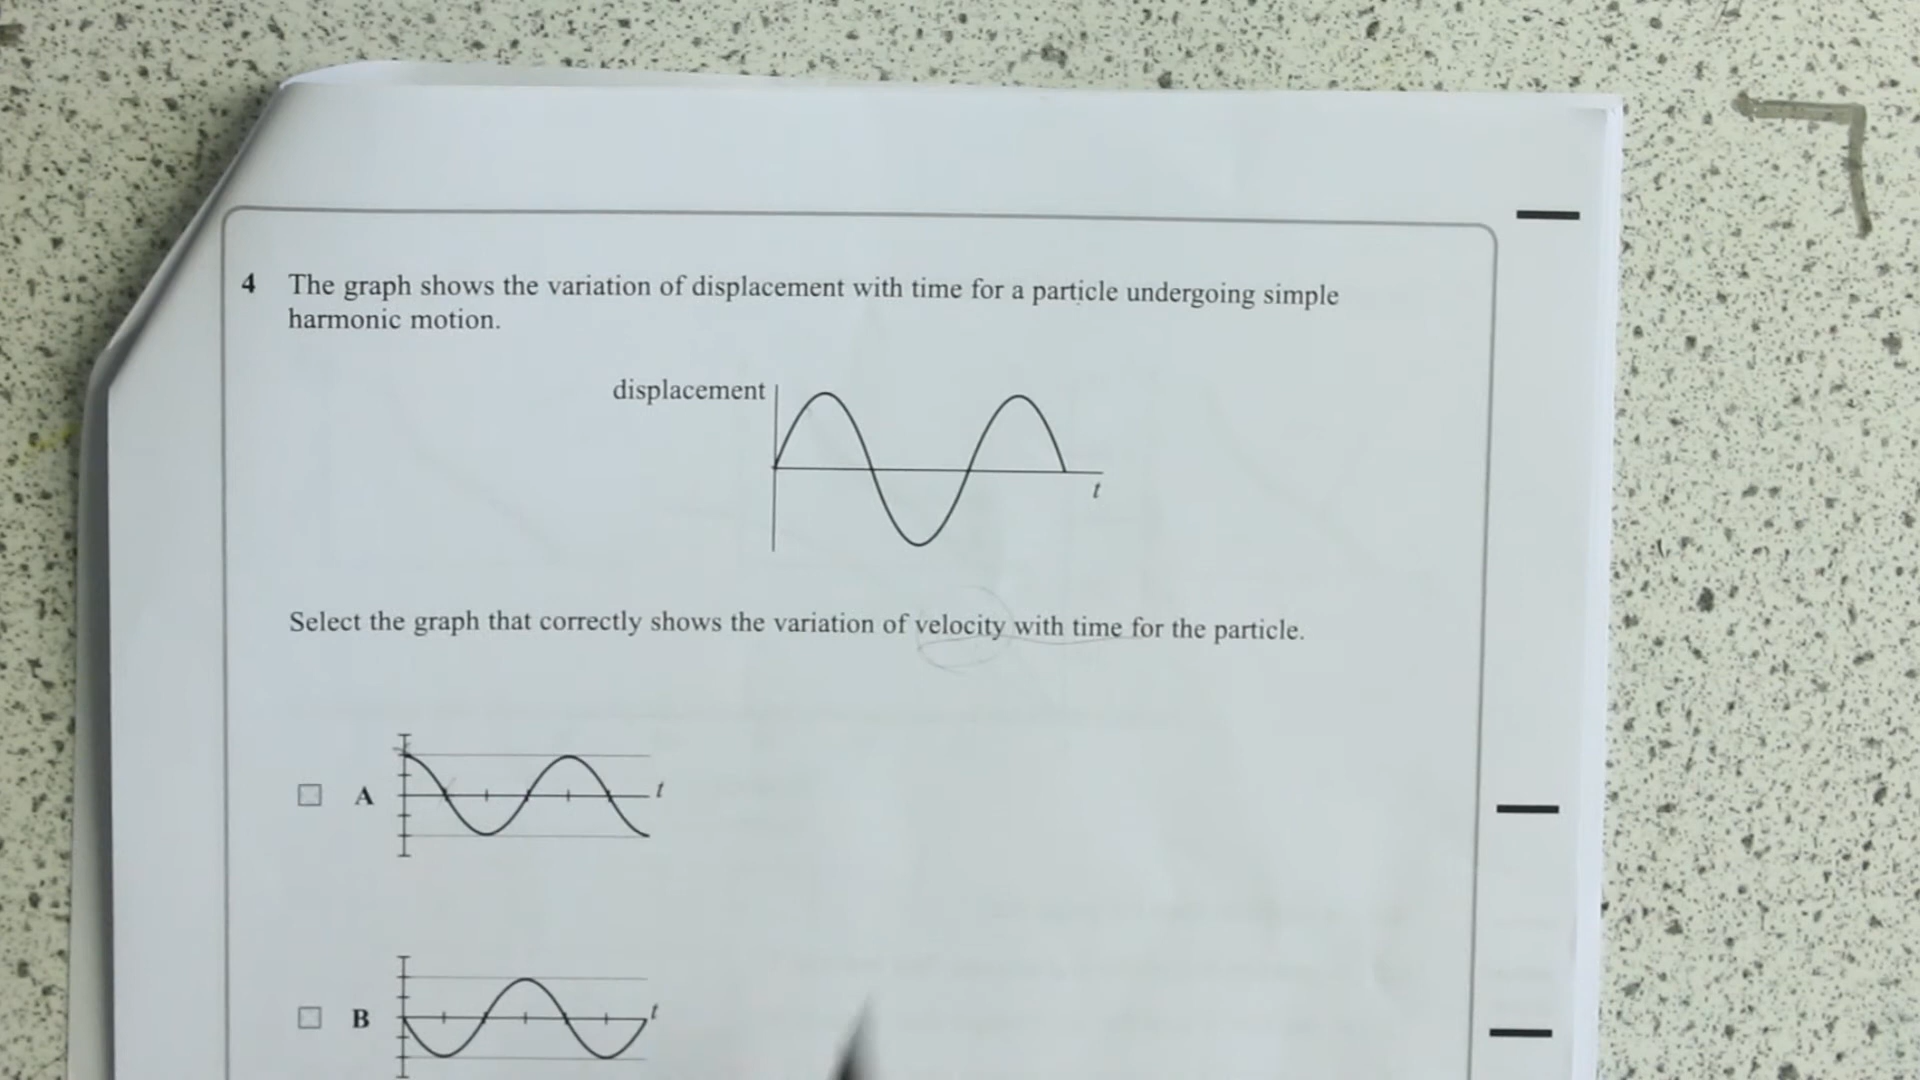 4 The graph shows the variation of displacement with time for a particle undergoing simple
harmonic motion.
displacement
t
Select the graph that correctly shows the variation of velocity with time for the particle.
A
t
B
t